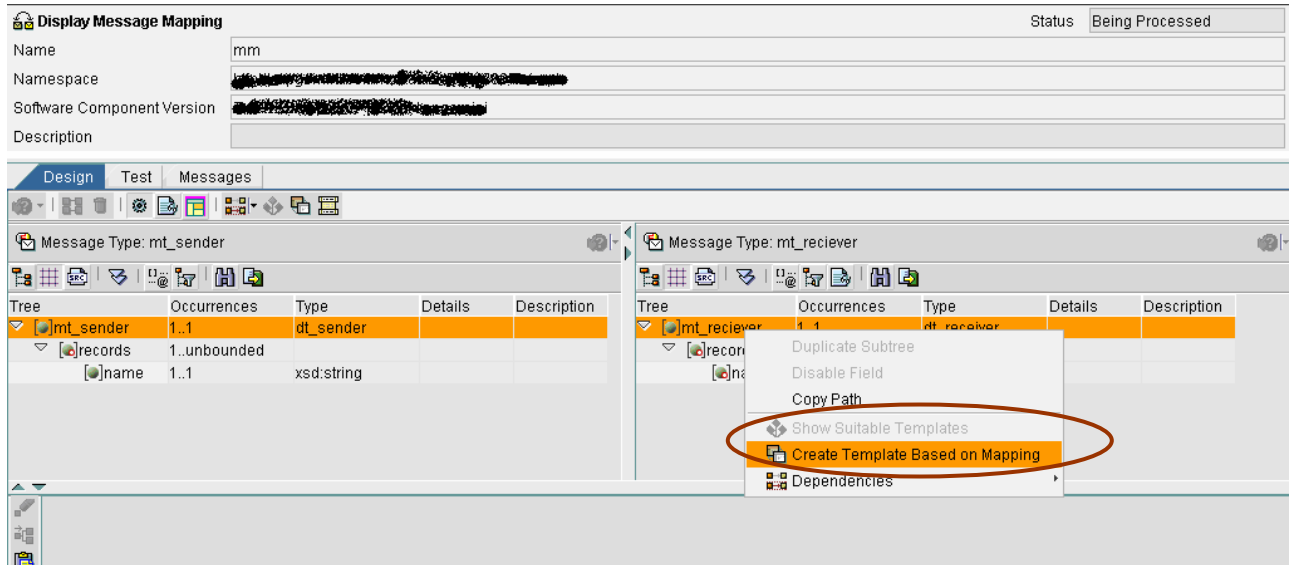 Display Message Mapping Status Being Processed
Name mm
Namespace
Software Component Version
Description
Design Test Messages
Message Type: mt_sender
Tree Occurrences Type Details Description
[ ]mt_sender 1..1 dt_sender
[ ]records 1..unbounded
[ ]name 1..1 xsd:string
Message Type: mt_reciever
Tree Occurrences Type Details Description
[ ]mt_reciever 1..1 dt_receiver
Duplicate Subtree
Disable Field
Copy Path
Show Suitable Templates
Create Template Based on Mapping
Dependencies